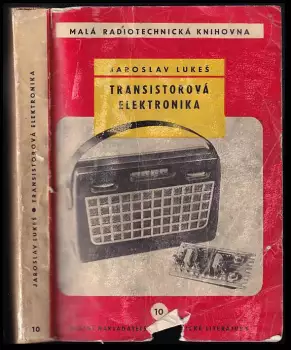 MALÁ RADIOTECHNICKÁ KNIHOVNA
JAROSLAV LUKEŠ
TRANSISTOROVÁ
ELEKTRONIKA
10
JAROSLAV LUKEŠ ● TRANSISTOROVÁ ELEKTRONIKA
10